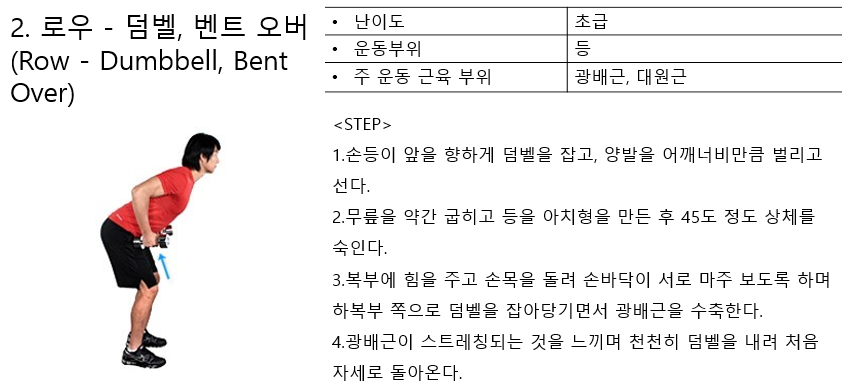 2. 로우 - 덤벨, 벤트 오버
(Row - Dumbbell, Bent
Over)
• 난이도 초급
• 운동부위 등
• 주 운동 근육 부위 광배근, 대원근
<STEP>
1.손등이 앞을 향하게 덤벨을 잡고, 양발을 어깨너비만큼 벌리고
선다.
2.무릎을 약간 굽히고 등을 아치형을 만든 후 45도 정도 상체를
숙인다.
3.복부에 힘을 주고 손목을 돌려 손바닥이 서로 마주 보도록 하며
하복부 쪽으로 덤벨을 잡아당기면서 광배근을 수축한다.
4.광배근이 스트레칭되는 것을 느끼며 천천히 덤벨을 내려 처음
자세로 돌아온다.